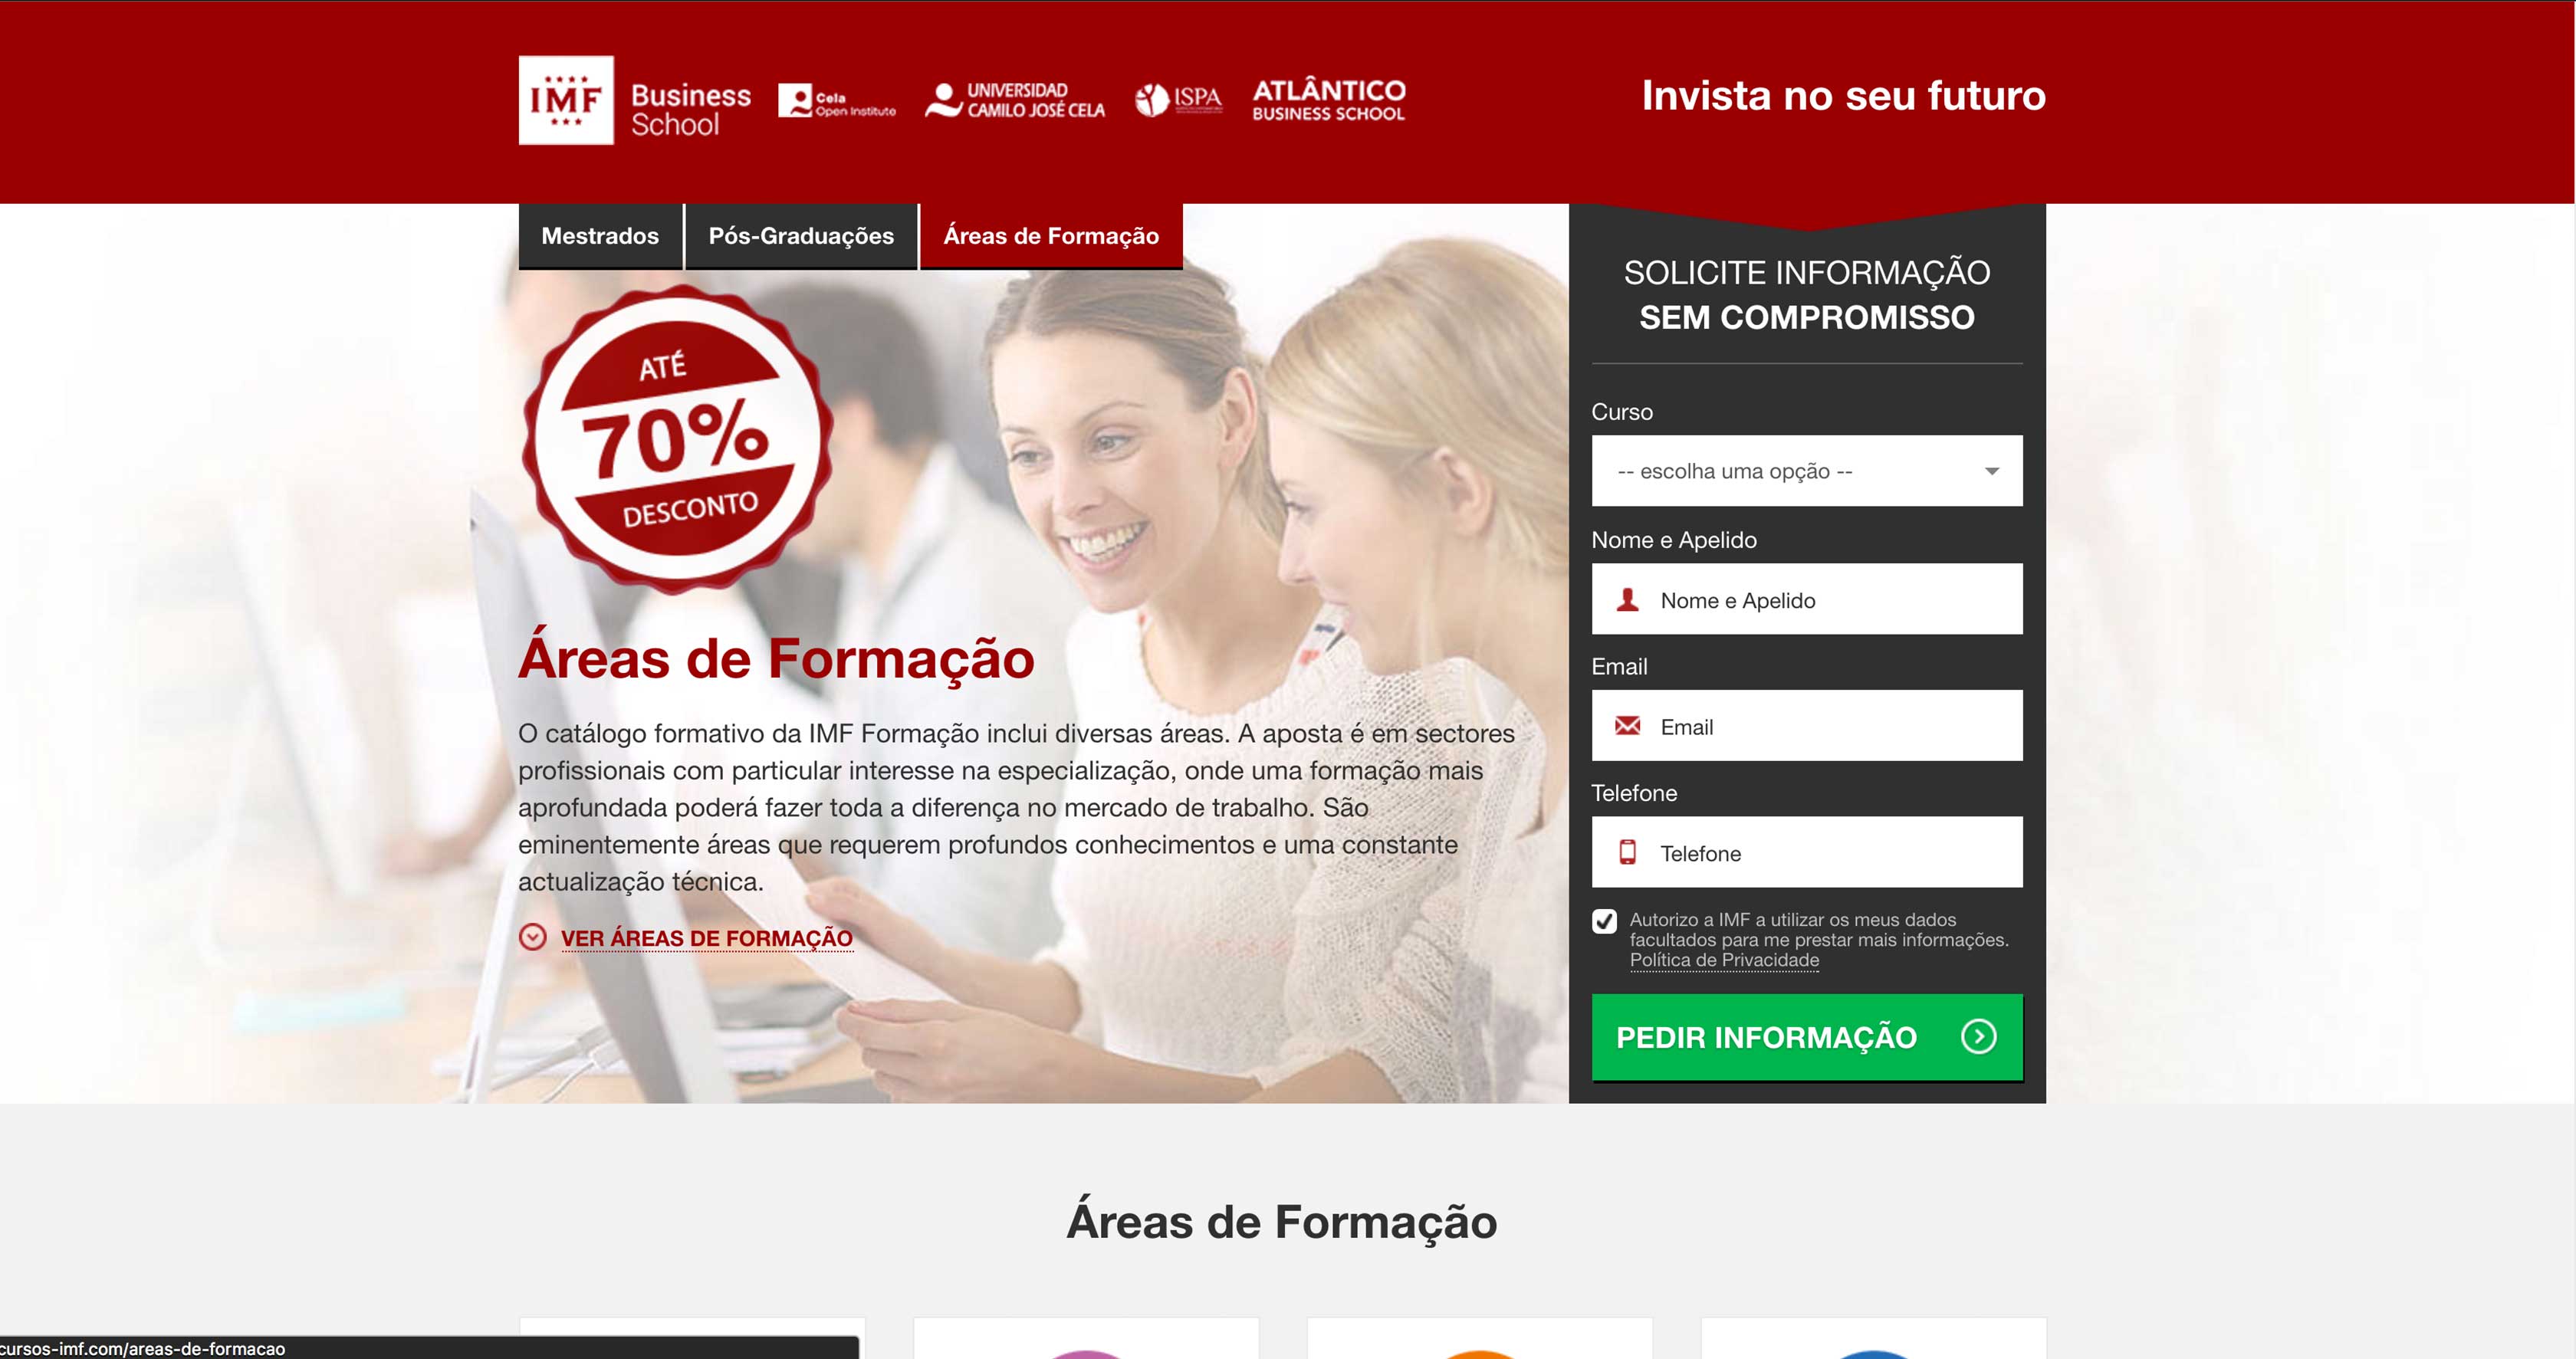 IMF
Business
School
Cela
Open Institute
UNIVERSIDAD
CAMILO JOSÉ CELA
ISPA
ATLÂNTICO
BUSINESS SCHOOL
Invista no seu futuro
Mestrados
Pós-Graduações
Áreas de Formação
ATÉ
70%
DESCONTO
Áreas de Formação
O catálogo formativo da IMF Formação inclui diversas áreas. A aposta é em sectores
profissionais com particular interesse na especialização, onde uma formação mais
aprofundada poderá fazer toda a diferença no mercado de trabalho. São
eminentemente áreas que requerem profundos conhecimentos e uma constante
actualização técnica.
VER ÁREAS DE FORMAÇÃO
SOLICITE INFORMAÇÃO
SEM COMPROMISSO
Curso
-- escolha uma opção --
Nome e Apelido
Nome e Apelido
Email
Email
Telefone
Telefone
Autorizo a IMF a utilizar os meus dados
facultados para me prestar mais informações.
Política de Privacidade
PEDIR INFORMAÇÃO
Áreas de Formação
cursos-imf.com/areas-de-formacao